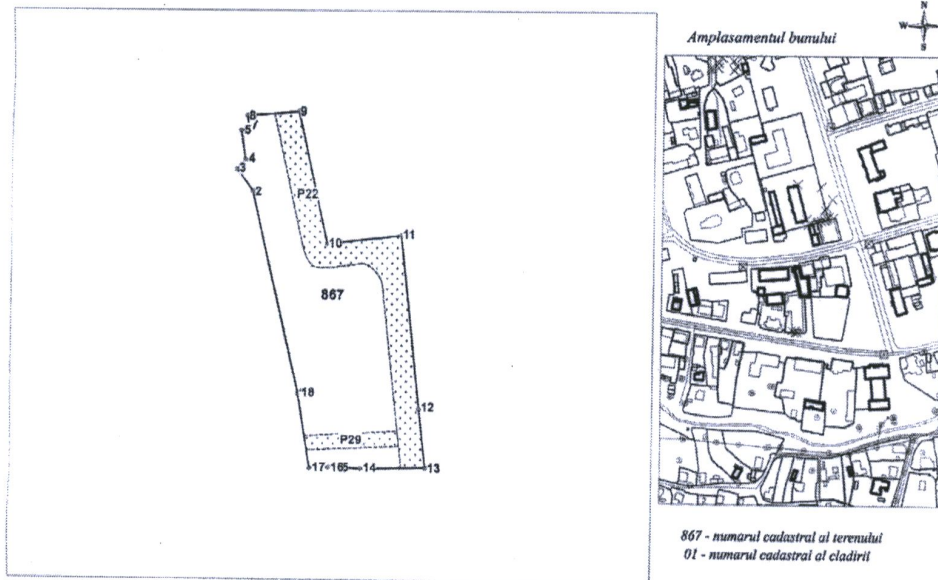 N
W
E
S
Amplasamentul bunului
8
9
5
4
3
2
P22
10
11
867
18
12
P29
17
16
5
14
13
867 - numarul cadastral al terenului
01 - numarul cadastral al cladirii